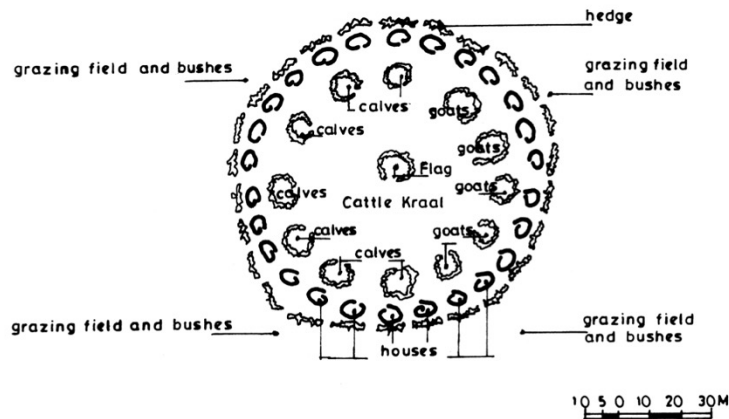 hedge
grazing field and bushes
grazing field
and bushes
calves
goats
calves
goats
Flag
calves
goats
Cattle Kraal
calves
goats
calves
grazing field and bushes
grazing field
and bushes
houses
10 5 0 10 20 30M